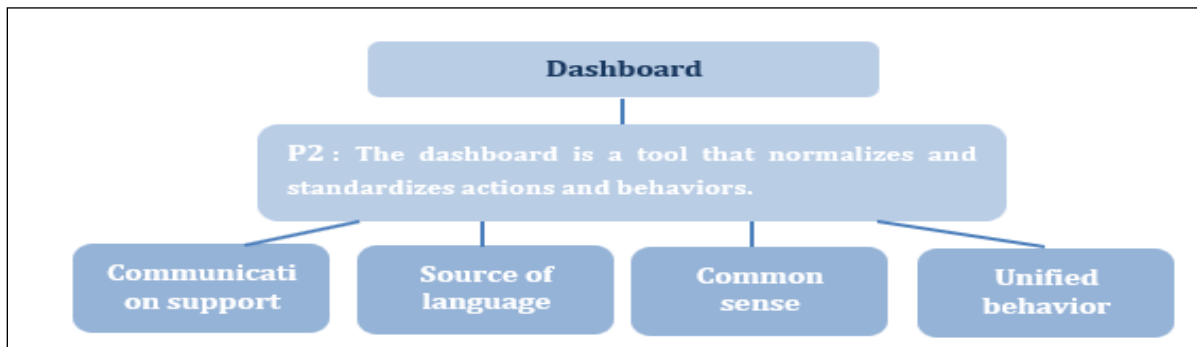 Dashboard
P2 : The dashboard is a tool that normalizes and
standardizes actions and behaviors.
Communicati
on support
Source of
language
Common
sense
Unified
behavior